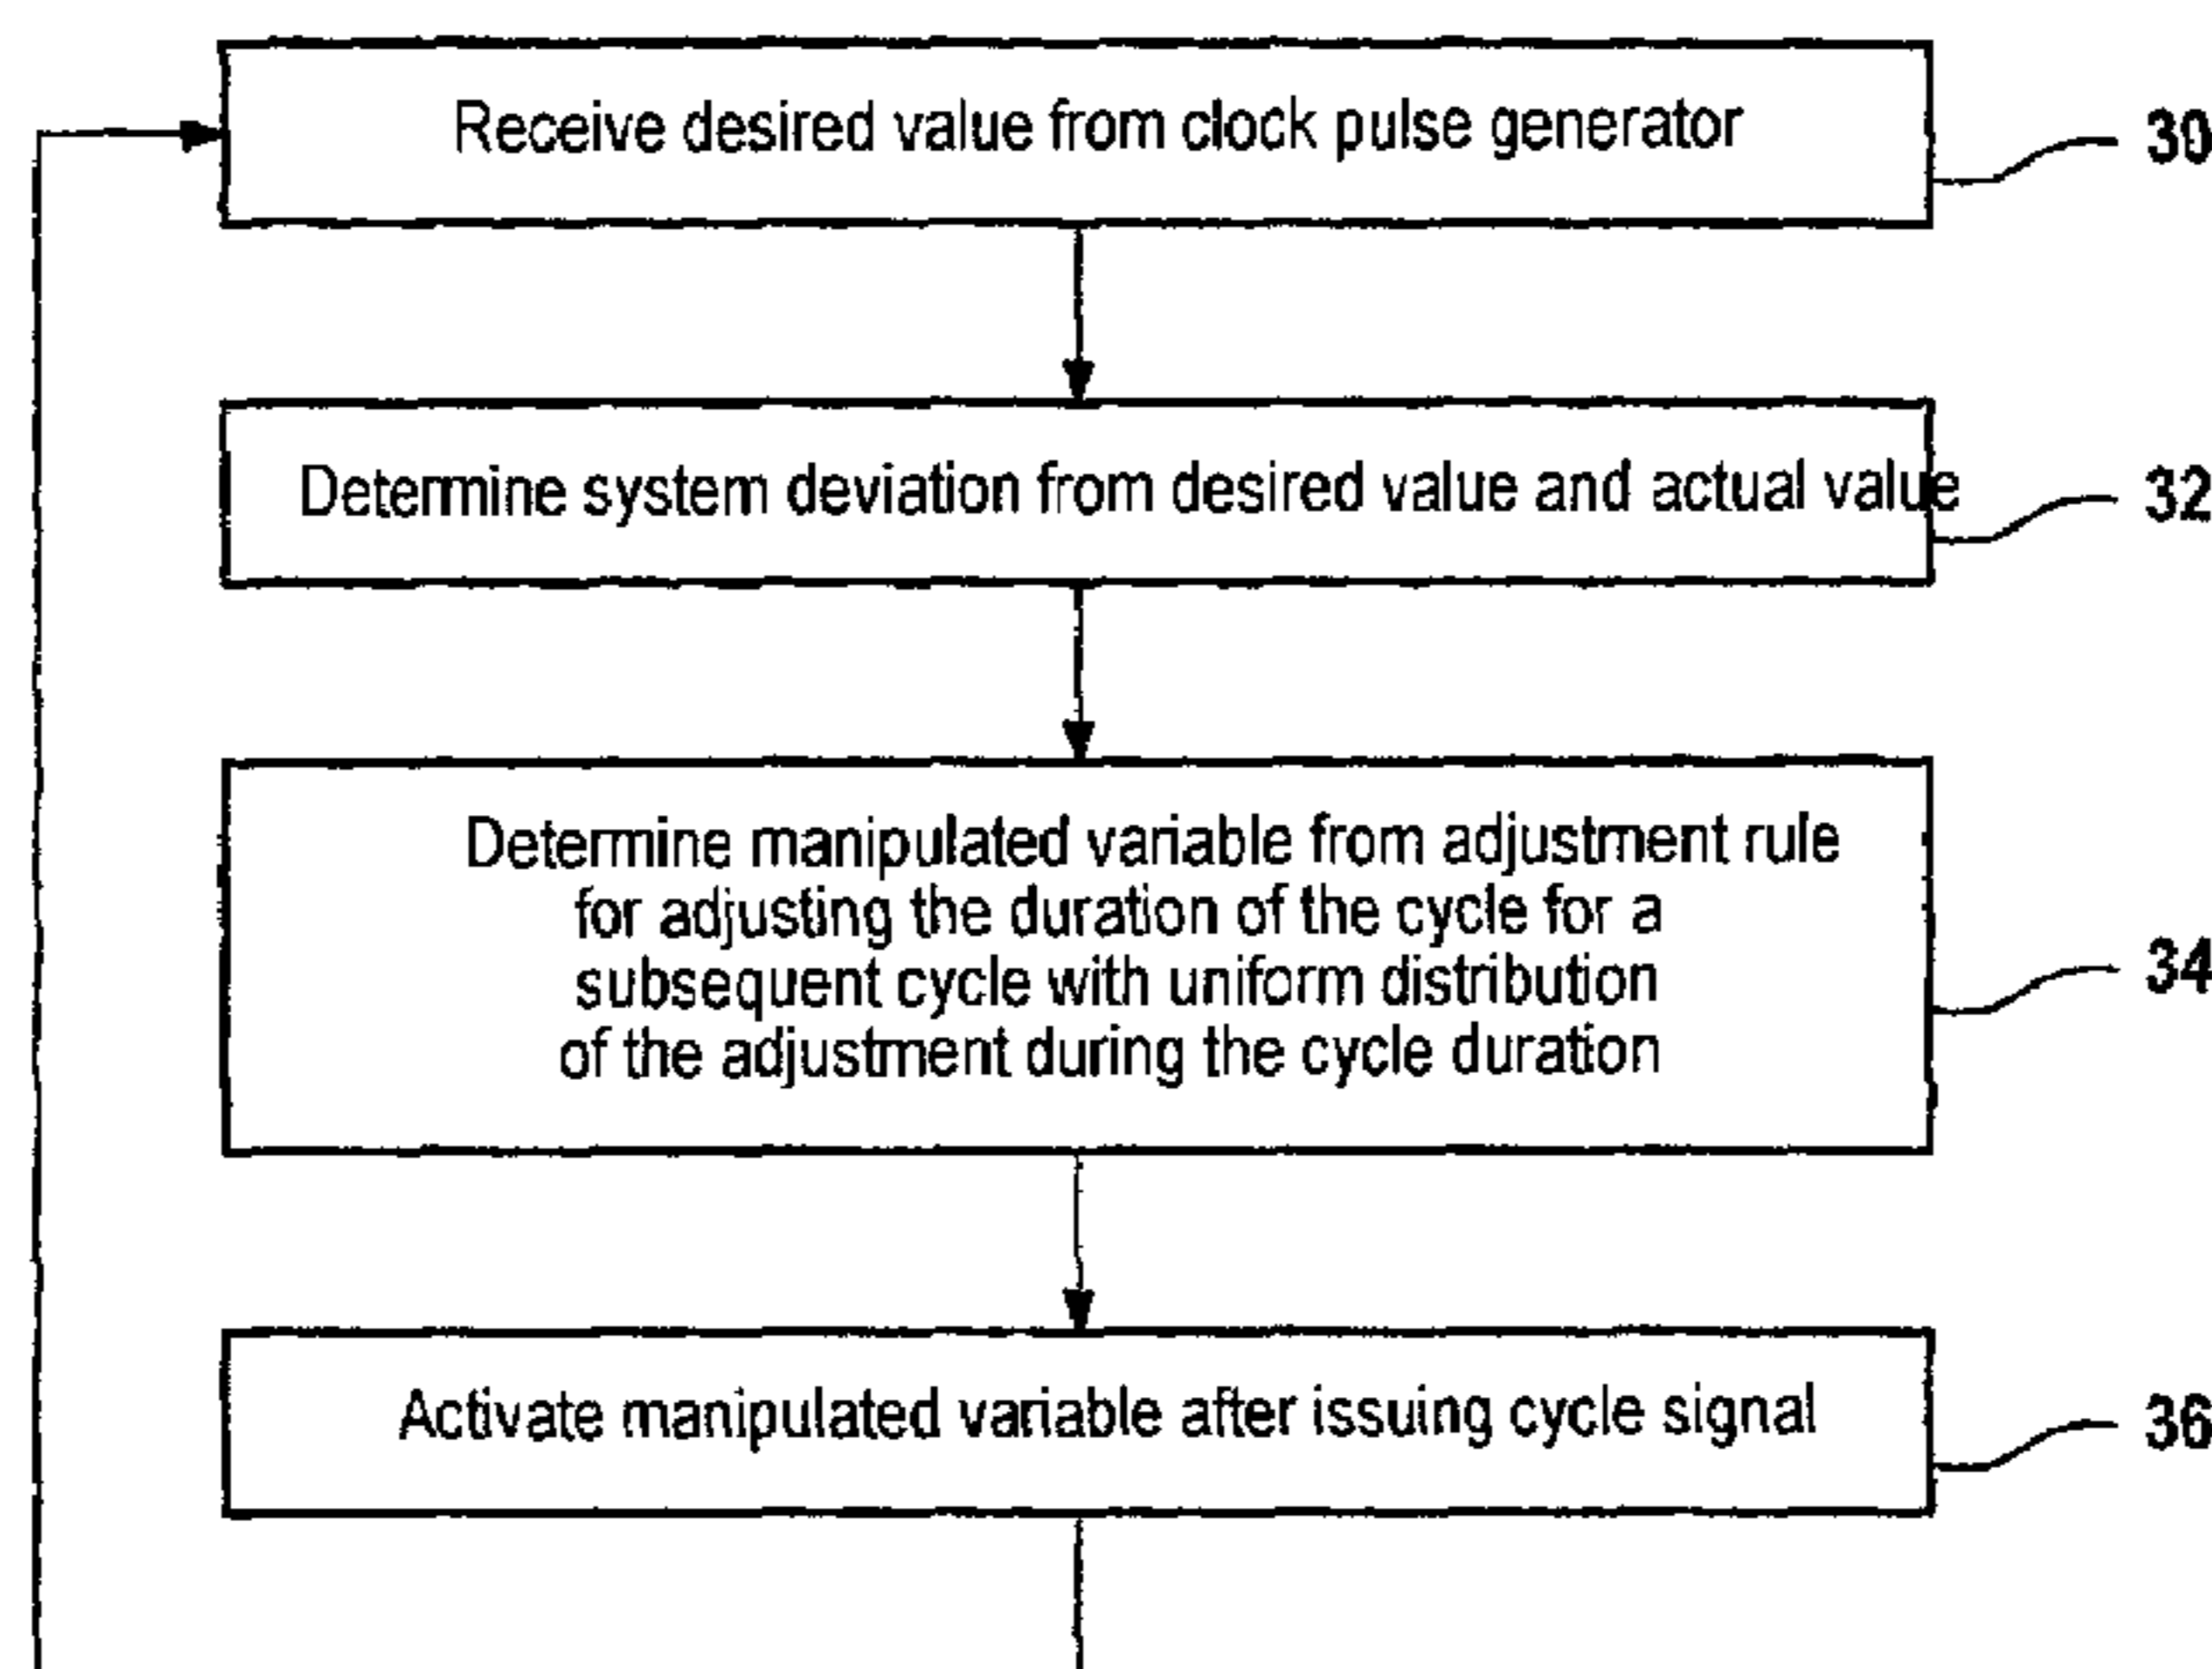 Receive desired value from clock pulse generator
30
Determine system deviation from desired value and actual value
32
Determine manipulated variable from adjustment rule
for adjusting the duration of the cycle for a
subsequent cycle with uniform distribution
of the adjustment during the cycle duration
34
Activate manipulated variable after issuing cycle signal
36